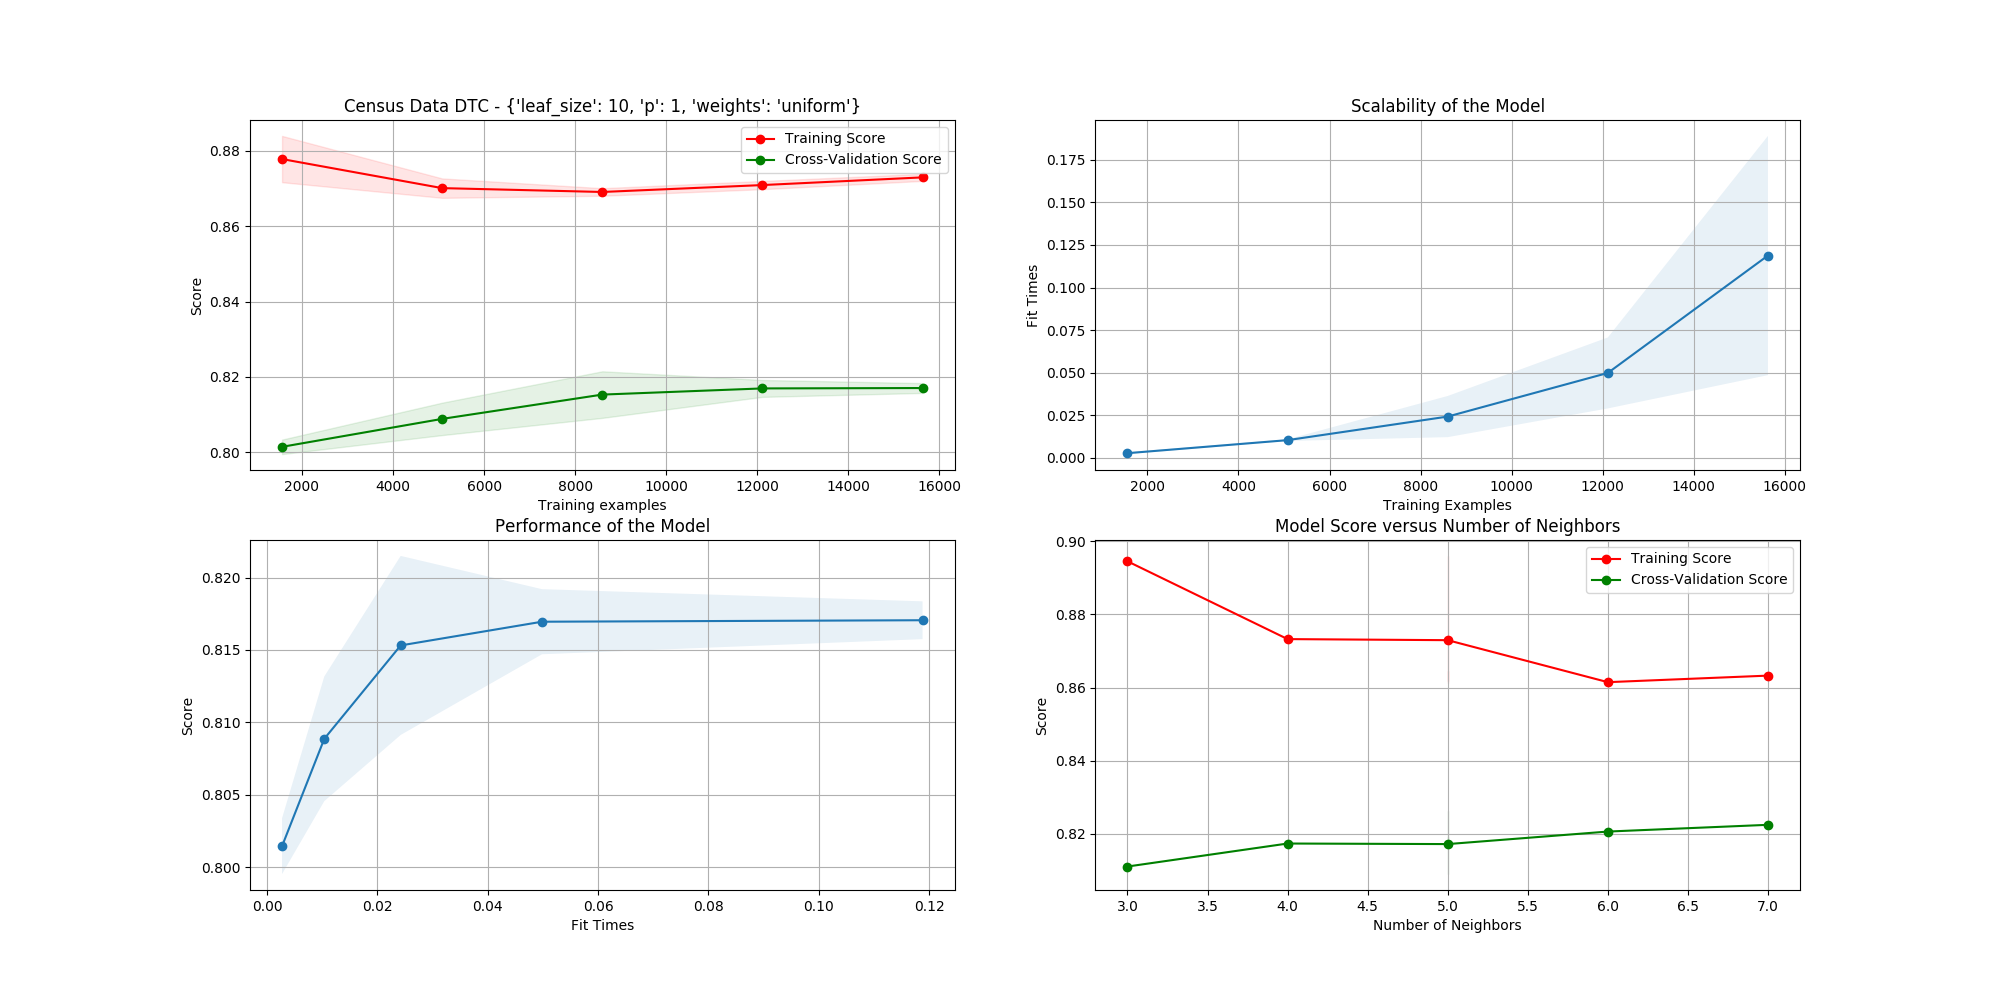 Census Data DTC - {'leaf_size': 10, 'p': 1, 'weights': 'uniform'}
Training Score
Cross-Validation Score
0.88
0.86
0.84
0.82
0.80
Score
2000 4000 6000 8000 10000 12000 14000 16000
Training examples
Scalability of the Model
0.175
0.150
0.125
0.100
0.075
0.050
0.025
0.000
Fit Times
2000 4000 6000 8000 10000 12000 14000 16000
Training Examples
Performance of the Model
0.820
0.815
0.810
0.805
0.800
Score
0.00 0.02 0.04 0.06 0.08 0.10 0.12
Fit Times
Model Score versus Number of Neighbors
Training Score
Cross-Validation Score
0.90
0.88
0.86
0.84
0.82
Score
3.0 3.5 4.0 4.5 5.0 5.5 6.0 6.5 7.0
Number of Neighbors